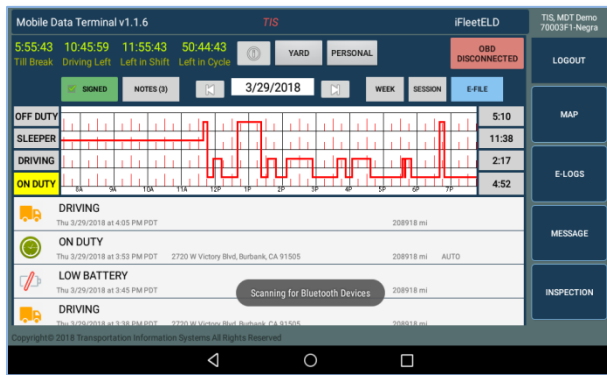 Mobile Data Terminal v1.1.6 TIS iFleetELD
TIS, MDT Demo
70003F1-Negra
5:55:43 10:45:59 11:55:43 50:44:43
Till Break Driving Left Left in Shift Left in Cycle
YARD PERSONAL
OBD
DISCONNECTED
LOGOUT
SIGNED NOTES (3) 3/29/2018 WEEK SESSION E-FILE
OFF DUTY 5:10
SLEEPER 11:38
DRIVING 2:17
ON DUTY 4:52
8A 9A 10A 11A 12P 1P 2P 3P 4P 5P 6P 7P
MAP
E-LOGS
MESSAGE
INSPECTION
DRIVING
Thu 3/29/2018 at 4:05 PM PDT 208918 mi
ON DUTY
Thu 3/29/2018 at 3:53 PM PDT 2720 W Victory Blvd, Burbank, CA 91505 208918 mi AUTO
LOW BATTERY
Thu 3/29/2018 at 3:45 PM PDT 208918 mi
Scanning for Bluetooth Devices
DRIVING
Thu 3/29/2018 at 3:38 PM PDT 2720 W Victory Blvd, Burbank, CA 91505 208918 mi
Copyright© 2018 Transportation Information Systems All Rights Reserved